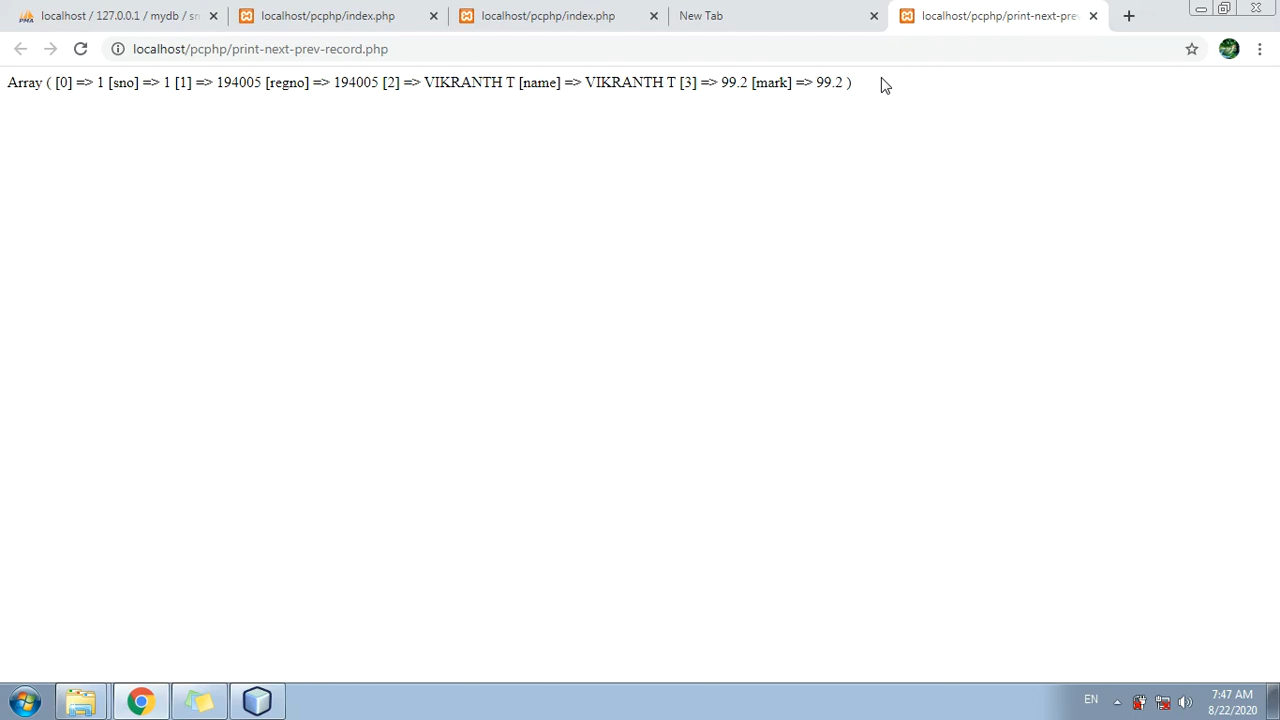 localhost / 127.0.0.1 / mydb / s
localhost/pcphp/index.php
localhost/pcphp/index.php
New Tab
localhost/pcphp/print-next-prev
localhost/pcphp/print-next-prev-record.php
Array ( [0] => 1 [sno] => 1 [1] => 194005 [regno] => 194005 [2] => VIKRANTH T [name] => VIKRANTH T [3] => 99.2 [mark] => 99.2 )
EN
7:47 AM
8/22/2020